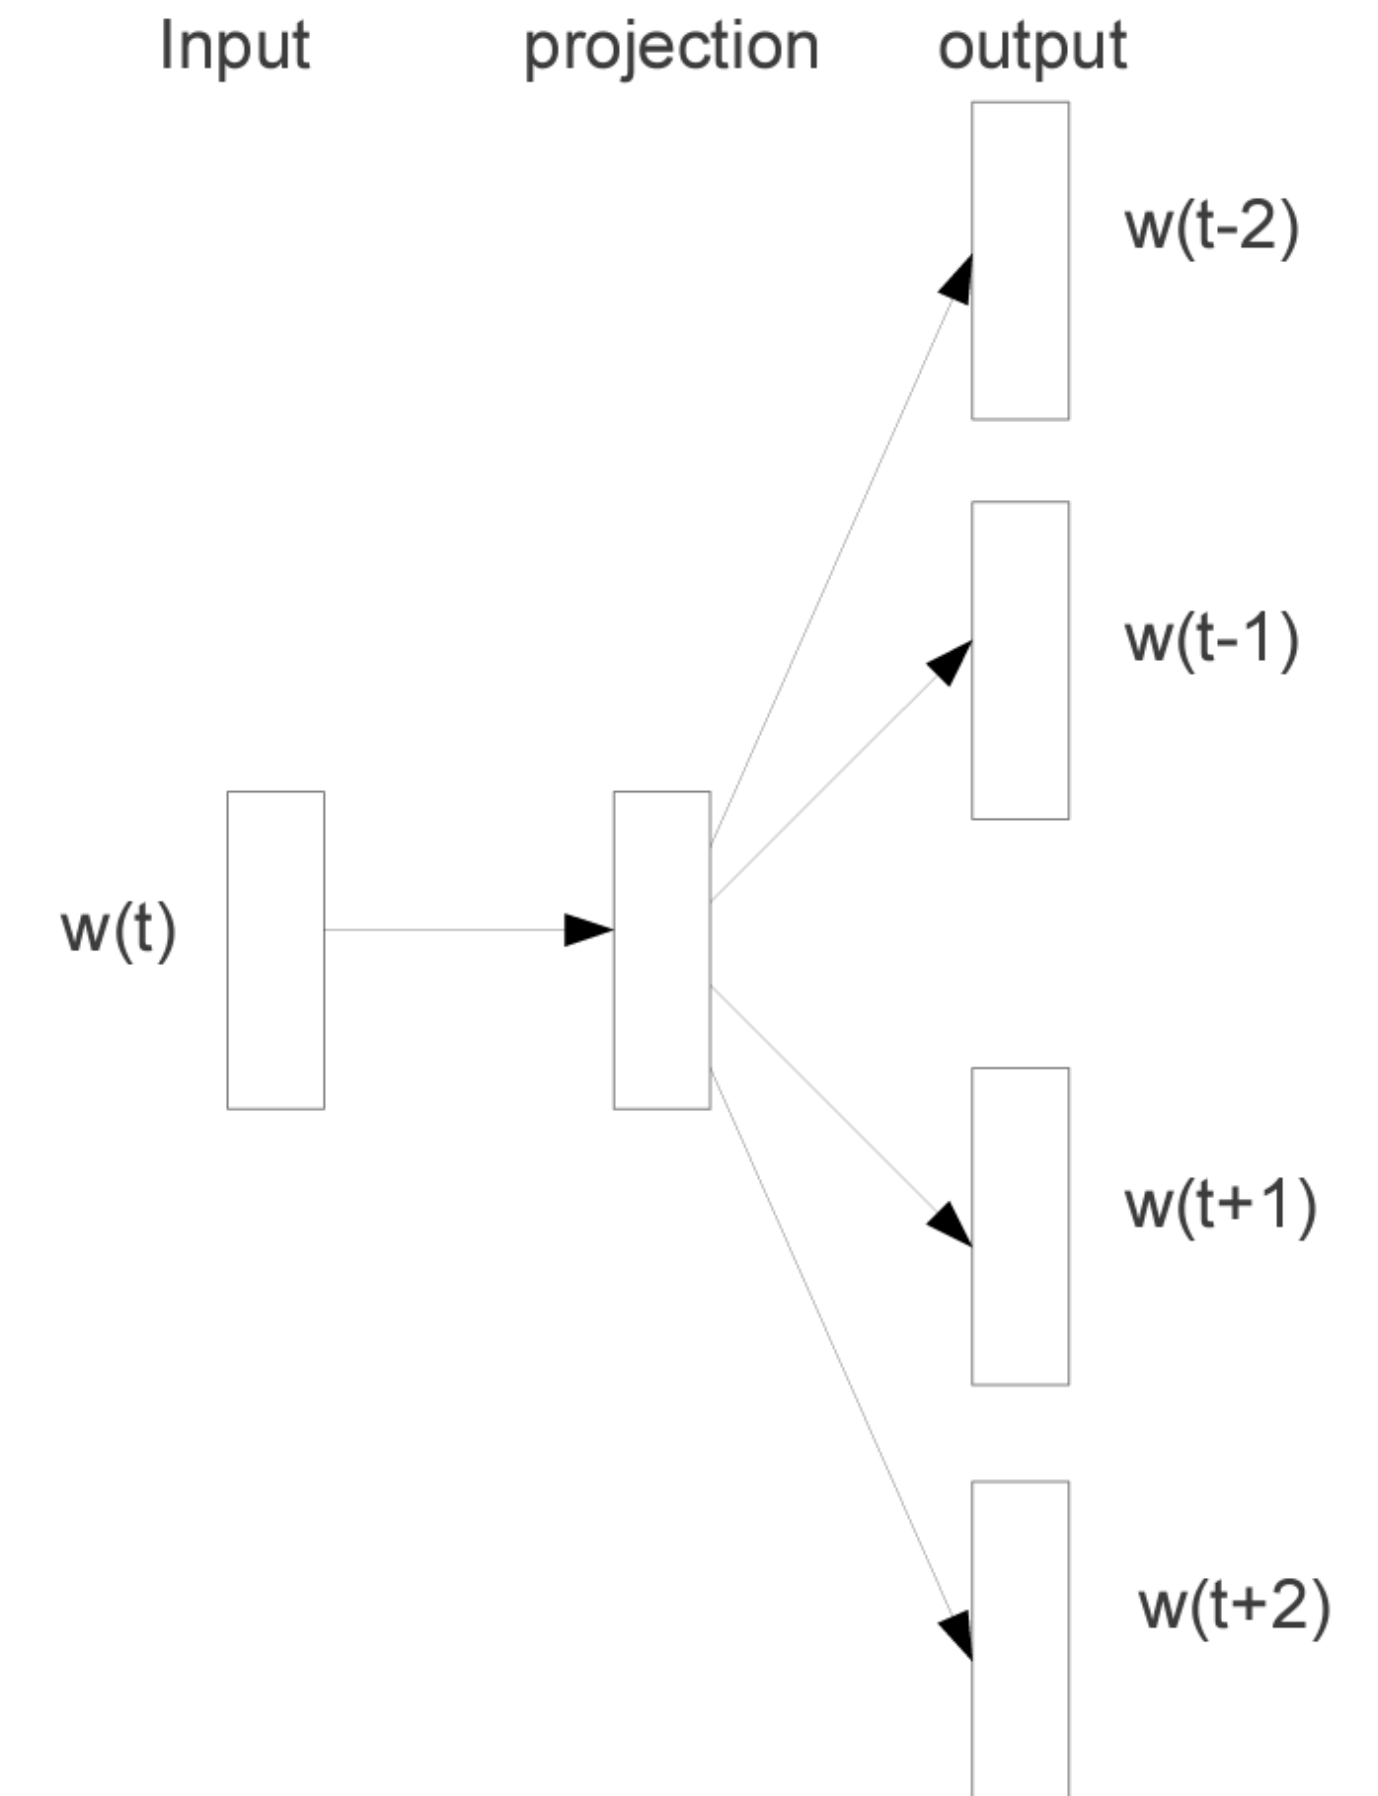 Input projection output
w(t-2)
w(t-1)
w(t)
w(t+1)
w(t+2)